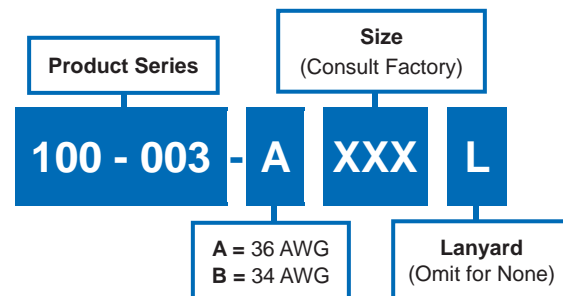 Product Series
Size
(Consult Factory)
100 - 003 - A XXX L
A = 36 AWG
B = 34 AWG
Lanyard
(Omit for None)